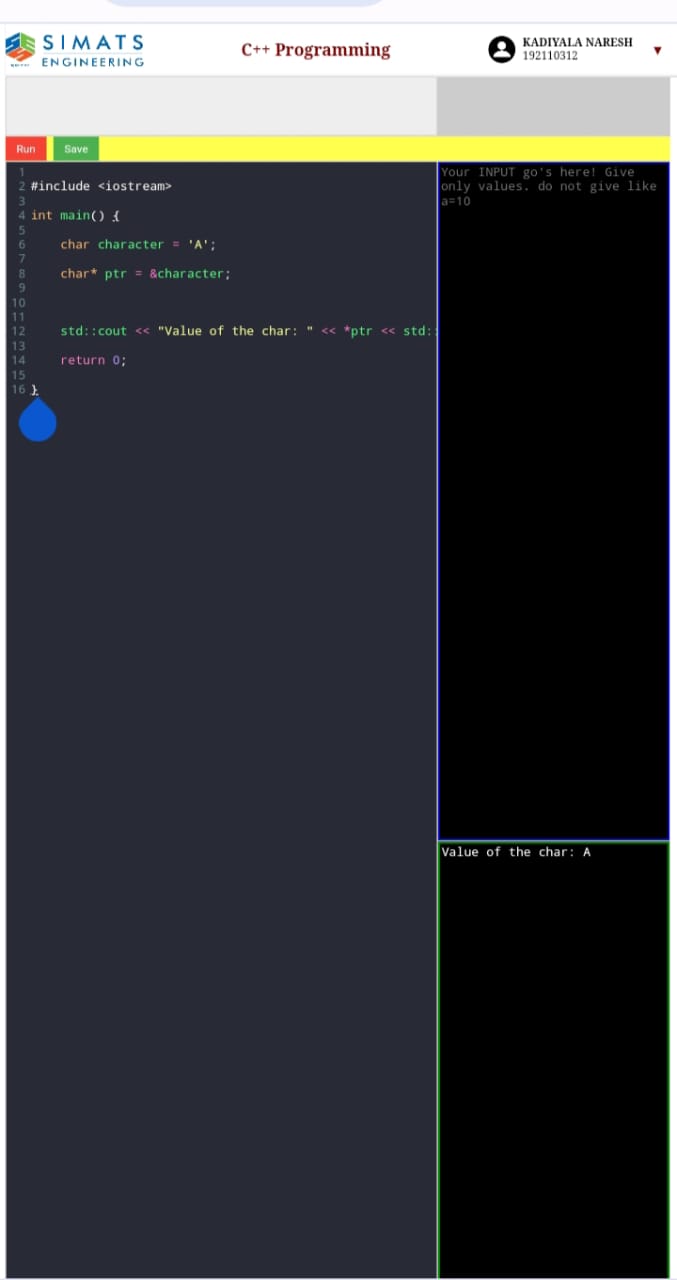 SIMATS
ENGINEERING
C++ Programming
KADIYALA NARESH
192110312
Run
Save
1
2 #include <iostream>
3
4 int main() {
5
6     char character = 'A';
7
8     char* ptr = &character;
9
10
11
12     std::cout << "Value of the char: " << *ptr << std::
13
14     return 0;
15
16 }
Your INPUT go's here! Give
only values. do not give like
a=10
Value of the char: A